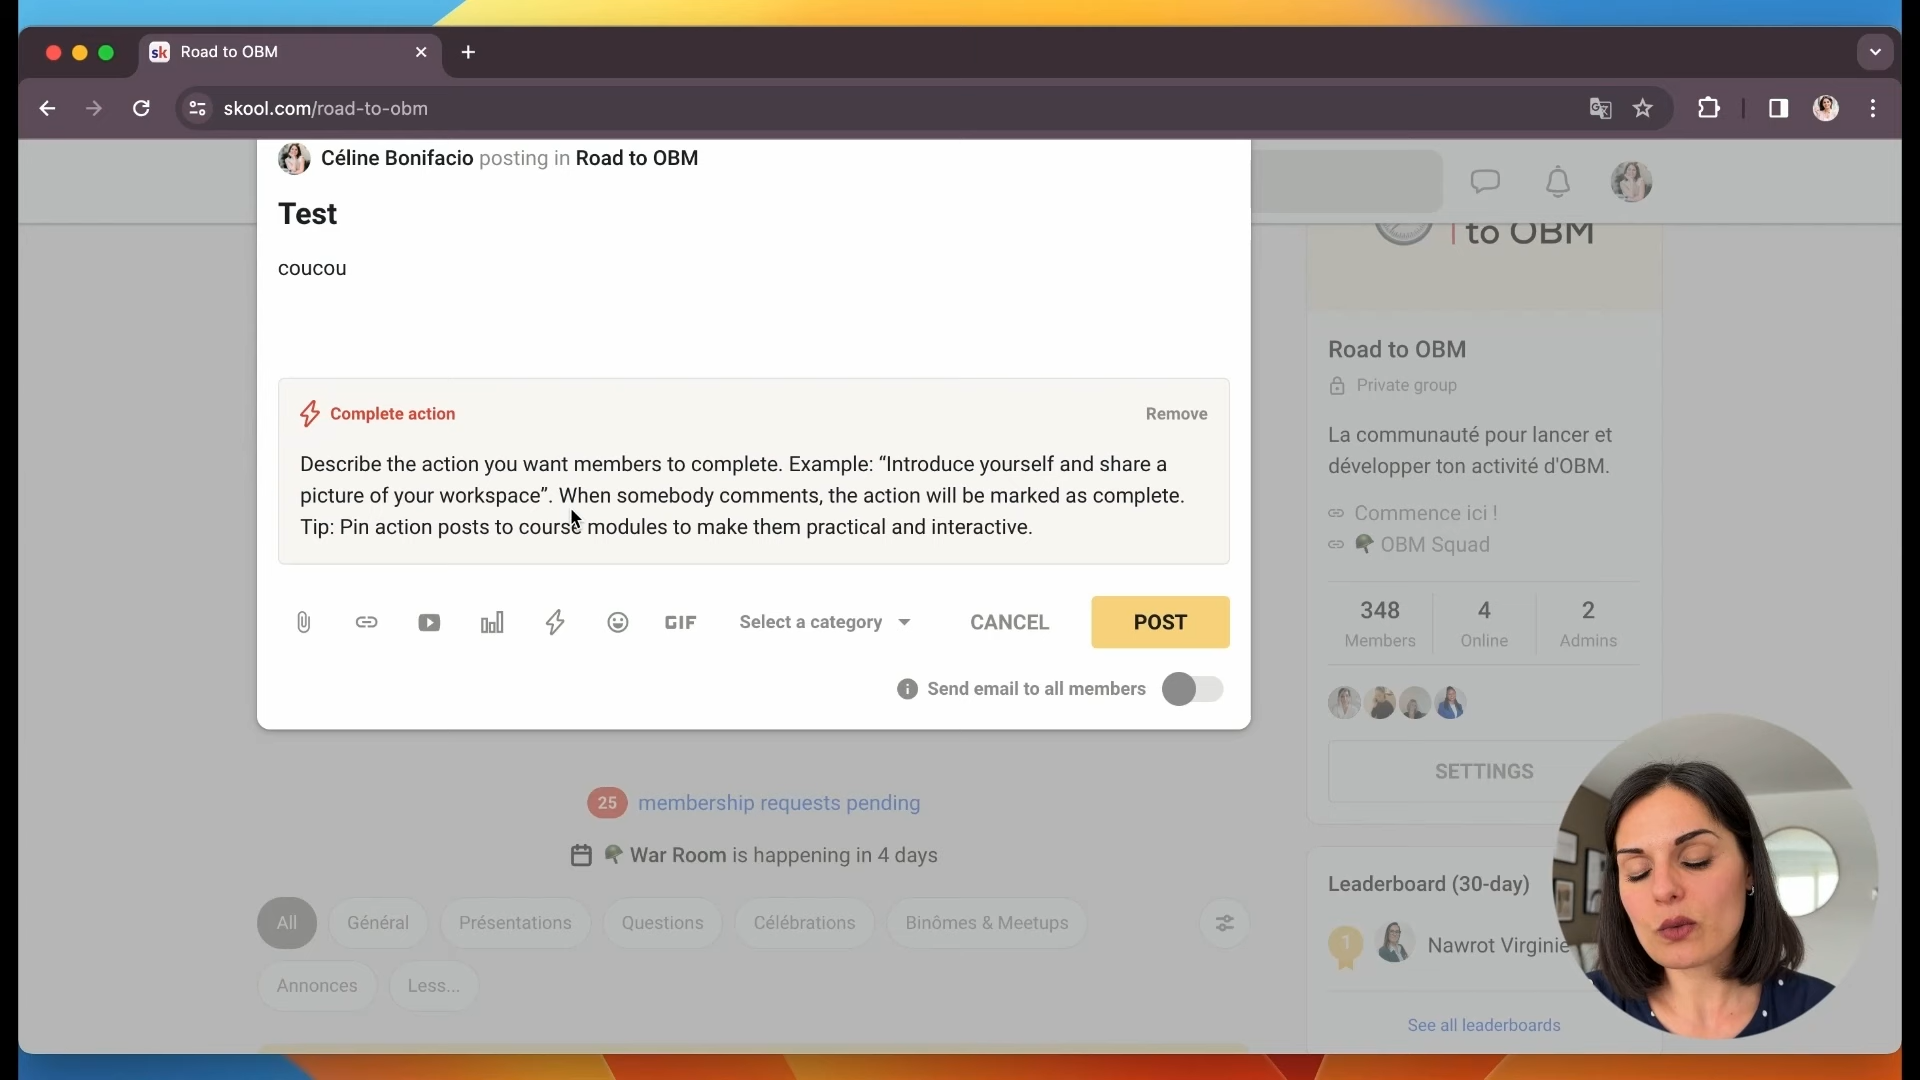 sk Road to OBM
skool.com/road-to-obm
Céline Bonifacio posting in Road to OBM
Test
coucou
Complete action
Remove
Describe the action you want members to complete. Example: “Introduce yourself and share a
picture of your workspace”. When somebody comments, the action will be marked as complete.
Tip: Pin action posts to course modules to make them practical and interactive.
GIF
Select a category
CANCEL
POST
Send email to all members
25 membership requests pending
War Room is happening in 4 days
All
Général
Présentations
Questions
Célébrations
Binômes & Meetups
Annonces
Less...
to OBM
Road to OBM
Private group
La communauté pour lancer et
développer ton activité d'OBM.
Commence ici !
OBM Squad
348 4 2
Members Online Admins
SETTINGS
Leaderboard (30-day)
1 Nawrot Virginie
See all leaderboards